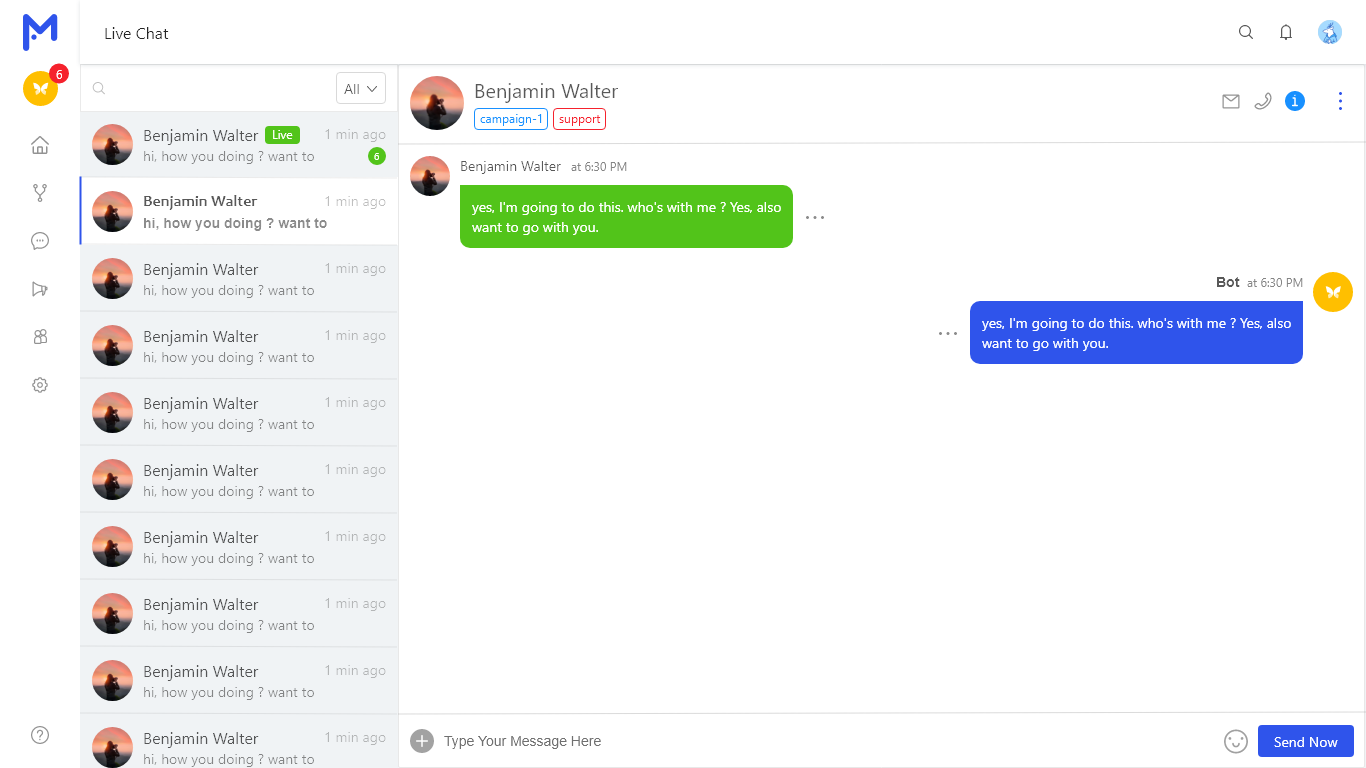 Live Chat
6
All
Benjamin Walter Live 1 min ago
hi, how you doing ? want to 6
Benjamin Walter 1 min ago
hi, how you doing ? want to
Benjamin Walter 1 min ago
hi, how you doing ? want to
Benjamin Walter 1 min ago
hi, how you doing ? want to
Benjamin Walter 1 min ago
hi, how you doing ? want to
Benjamin Walter 1 min ago
hi, how you doing ? want to
Benjamin Walter 1 min ago
hi, how you doing ? want to
Benjamin Walter 1 min ago
hi, how you doing ? want to
Benjamin Walter 1 min ago
hi, how you doing ? want to
Benjamin Walter 1 min ago
hi, how you doing ? want to
Benjamin Walter
campaign-1 support
Benjamin Walter at 6:30 PM
yes, I'm going to do this. who's with me ? Yes, also
want to go with you.
Bot at 6:30 PM
yes, I'm going to do this. who's with me ? Yes, also
want to go with you.
Type Your Message Here
Send Now